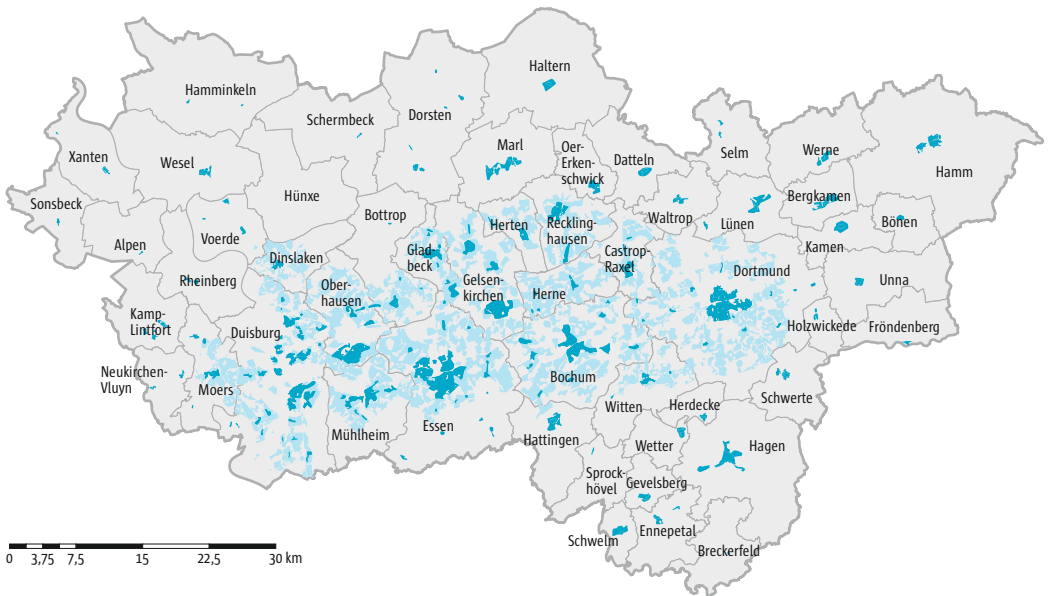 Haltern
Hamminkeln
Dorsten
Schermbeck
Marl
Oer-
Erken-
schwick
Datteln
Selm
Werne
Hamm
Xanten
Wesel
Hünxe
Bergkamen
Sonsbeck
Bottrop
Waltrop
Lünen
Bönen
Alpen
Voerde
Herten
Reckling-
hausen
Kamen
Dinslaken
Glad-
beck
Castrop-
Raxel
Dortmund
Unna
Rheinberg
Ober-
hausen
Gelsen-
kirchen
Herne
Kamp-
Lintfort
Duisburg
Holzwickede
Fröndenberg
Neukirchen-
Vluyn
Moers
Bochum
Schwerte
Mühlheim
Essen
Hattingen
Witten
Herdecke
Wetter
Hagen
Sprock-
hövel
Gevelsberg
Schwelm
Ennepetal
Breckerfeld
0 3,75 7,5 15 22,5 30 km